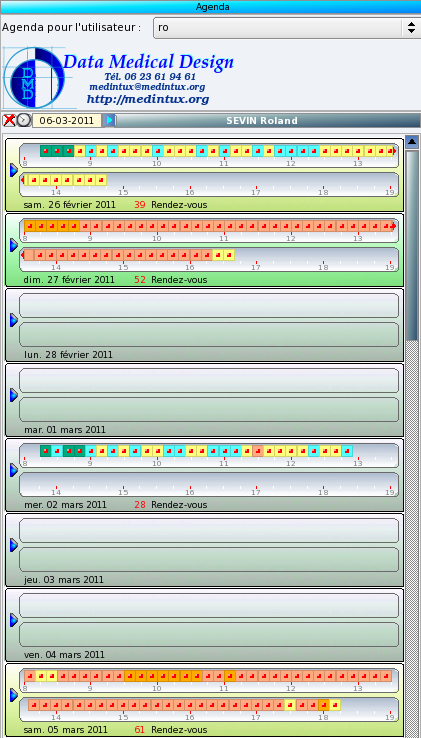 Agenda
Agenda pour l'utilisateur : ro
DMD
Data Medical Design
Tél. 06 23 61 94 61
medintux@medintux.org
http://medintux.org
06-03-2011 SEVIN Roland
8 9 10 11 12 13
14 15 16 17 18 19
sam. 26 février 2011 39 Rendez-vous
8 9 10 11 12 13
14 15 16 17 18 19
dim. 27 février 2011 52 Rendez-vous
lun. 28 février 2011
mar. 01 mars 2011
8 9 10 11 12 13
14 15 16 17 18 19
mer. 02 mars 2011 28 Rendez-vous
jeu. 03 mars 2011
ven. 04 mars 2011
8 9 10 11 12 13
14 15 16 17 18 19
sam. 05 mars 2011 61 Rendez-vous